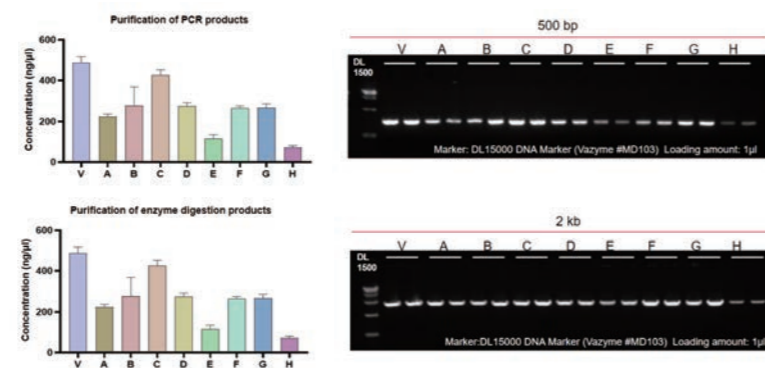 Purification of PCR products
Concentration (ng/μl)
600
400
200
0
V A B C D E F G H
500 bp
V A B C D E F G H
DL
1500
Marker: DL15000 DNA Marker (Vazyme #MD103) Loading amount: 1μl
Purification of enzyme digestion products
Concentration (ng/μl)
600
400
200
0
V A B C D E F G H
2 kb
V A B C D E F G H
DL
1500
Marker:DL15000 DNA Marker (Vazyme #MD103) Loading amount: 1μl